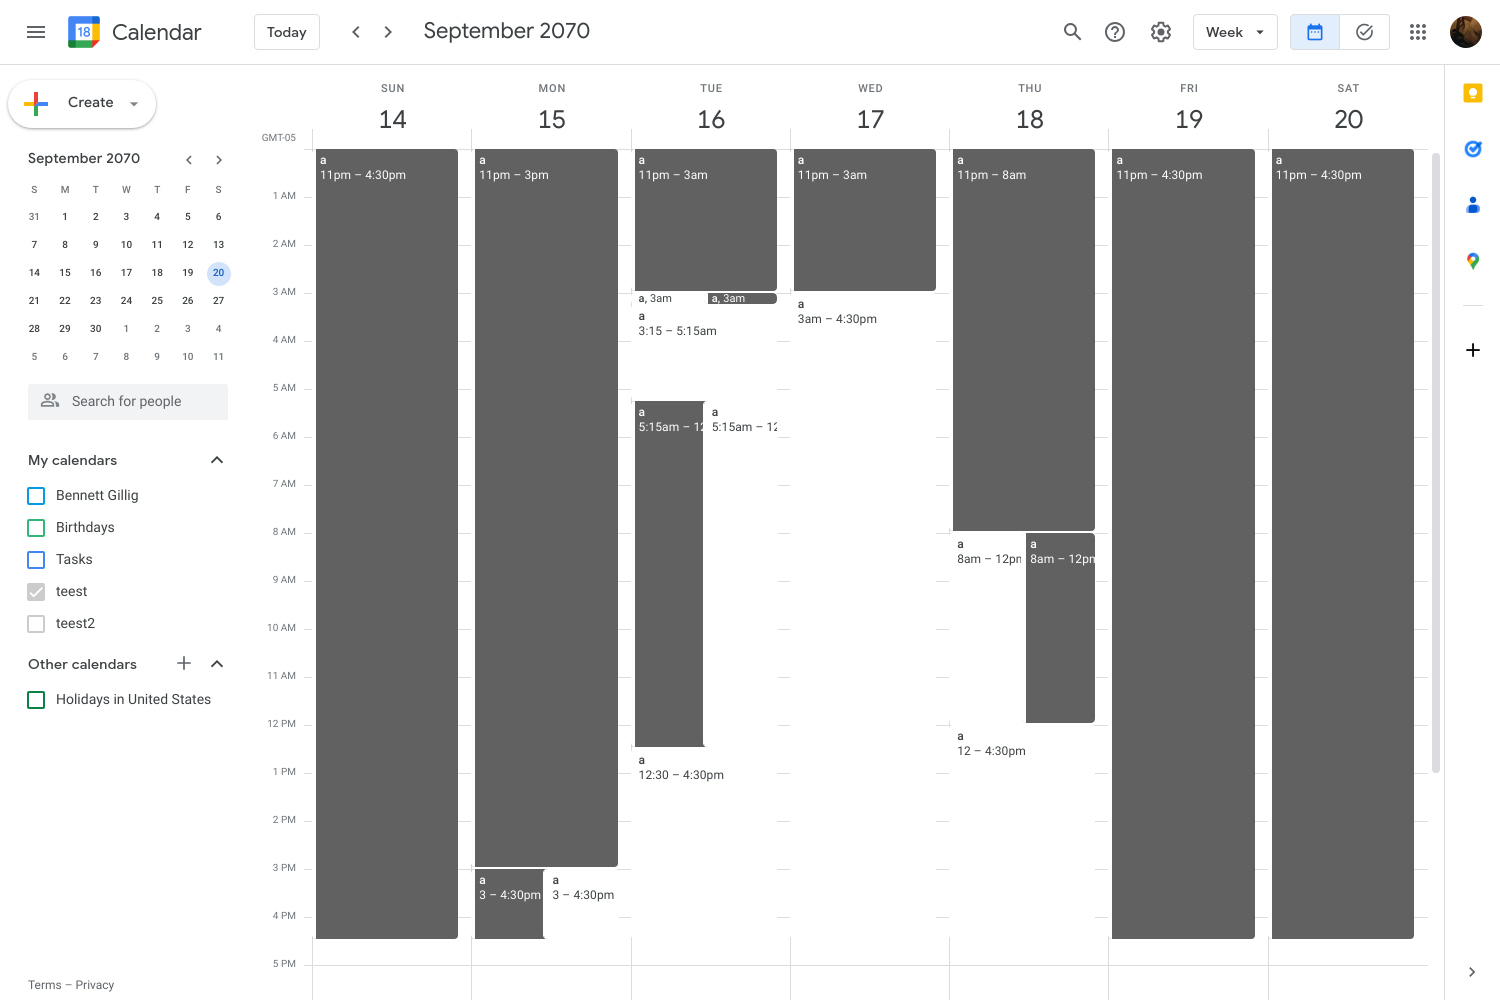 18 Calendar
Today
September 2070
Week
Create
September 2070
S M T W T F S
31 1 2 3 4 5 6
7 8 9 10 11 12 13
14 15 16 17 18 19 20
21 22 23 24 25 26 27
28 29 30 1 2 3 4
5 6 7 8 9 10 11
Search for people
My calendars
Bennett Gillig
Birthdays
Tasks
teest
teest2
Other calendars
Holidays in United States
Terms – Privacy
GMT-05
SUN MON TUE WED THU FRI SAT
14 15 16 17 18 19 20
1 AM
2 AM
3 AM
4 AM
5 AM
6 AM
7 AM
8 AM
9 AM
10 AM
11 AM
12 PM
1 PM
2 PM
3 PM
4 PM
5 PM
a
11pm – 4:30pm
a
11pm – 3pm
a
3 – 4:30pm
a
3 – 4:30pm
a
11pm – 3am
a, 3am
a, 3am
a
3:15 – 5:15am
a
5:15am – 12
a
5:15am – 12
a
12:30 – 4:30pm
a
11pm – 3am
a
3am – 4:30pm
a
11pm – 8am
a
8am – 12pm
a
8am – 12pm
a
12 – 4:30pm
a
11pm – 4:30pm
a
11pm – 4:30pm